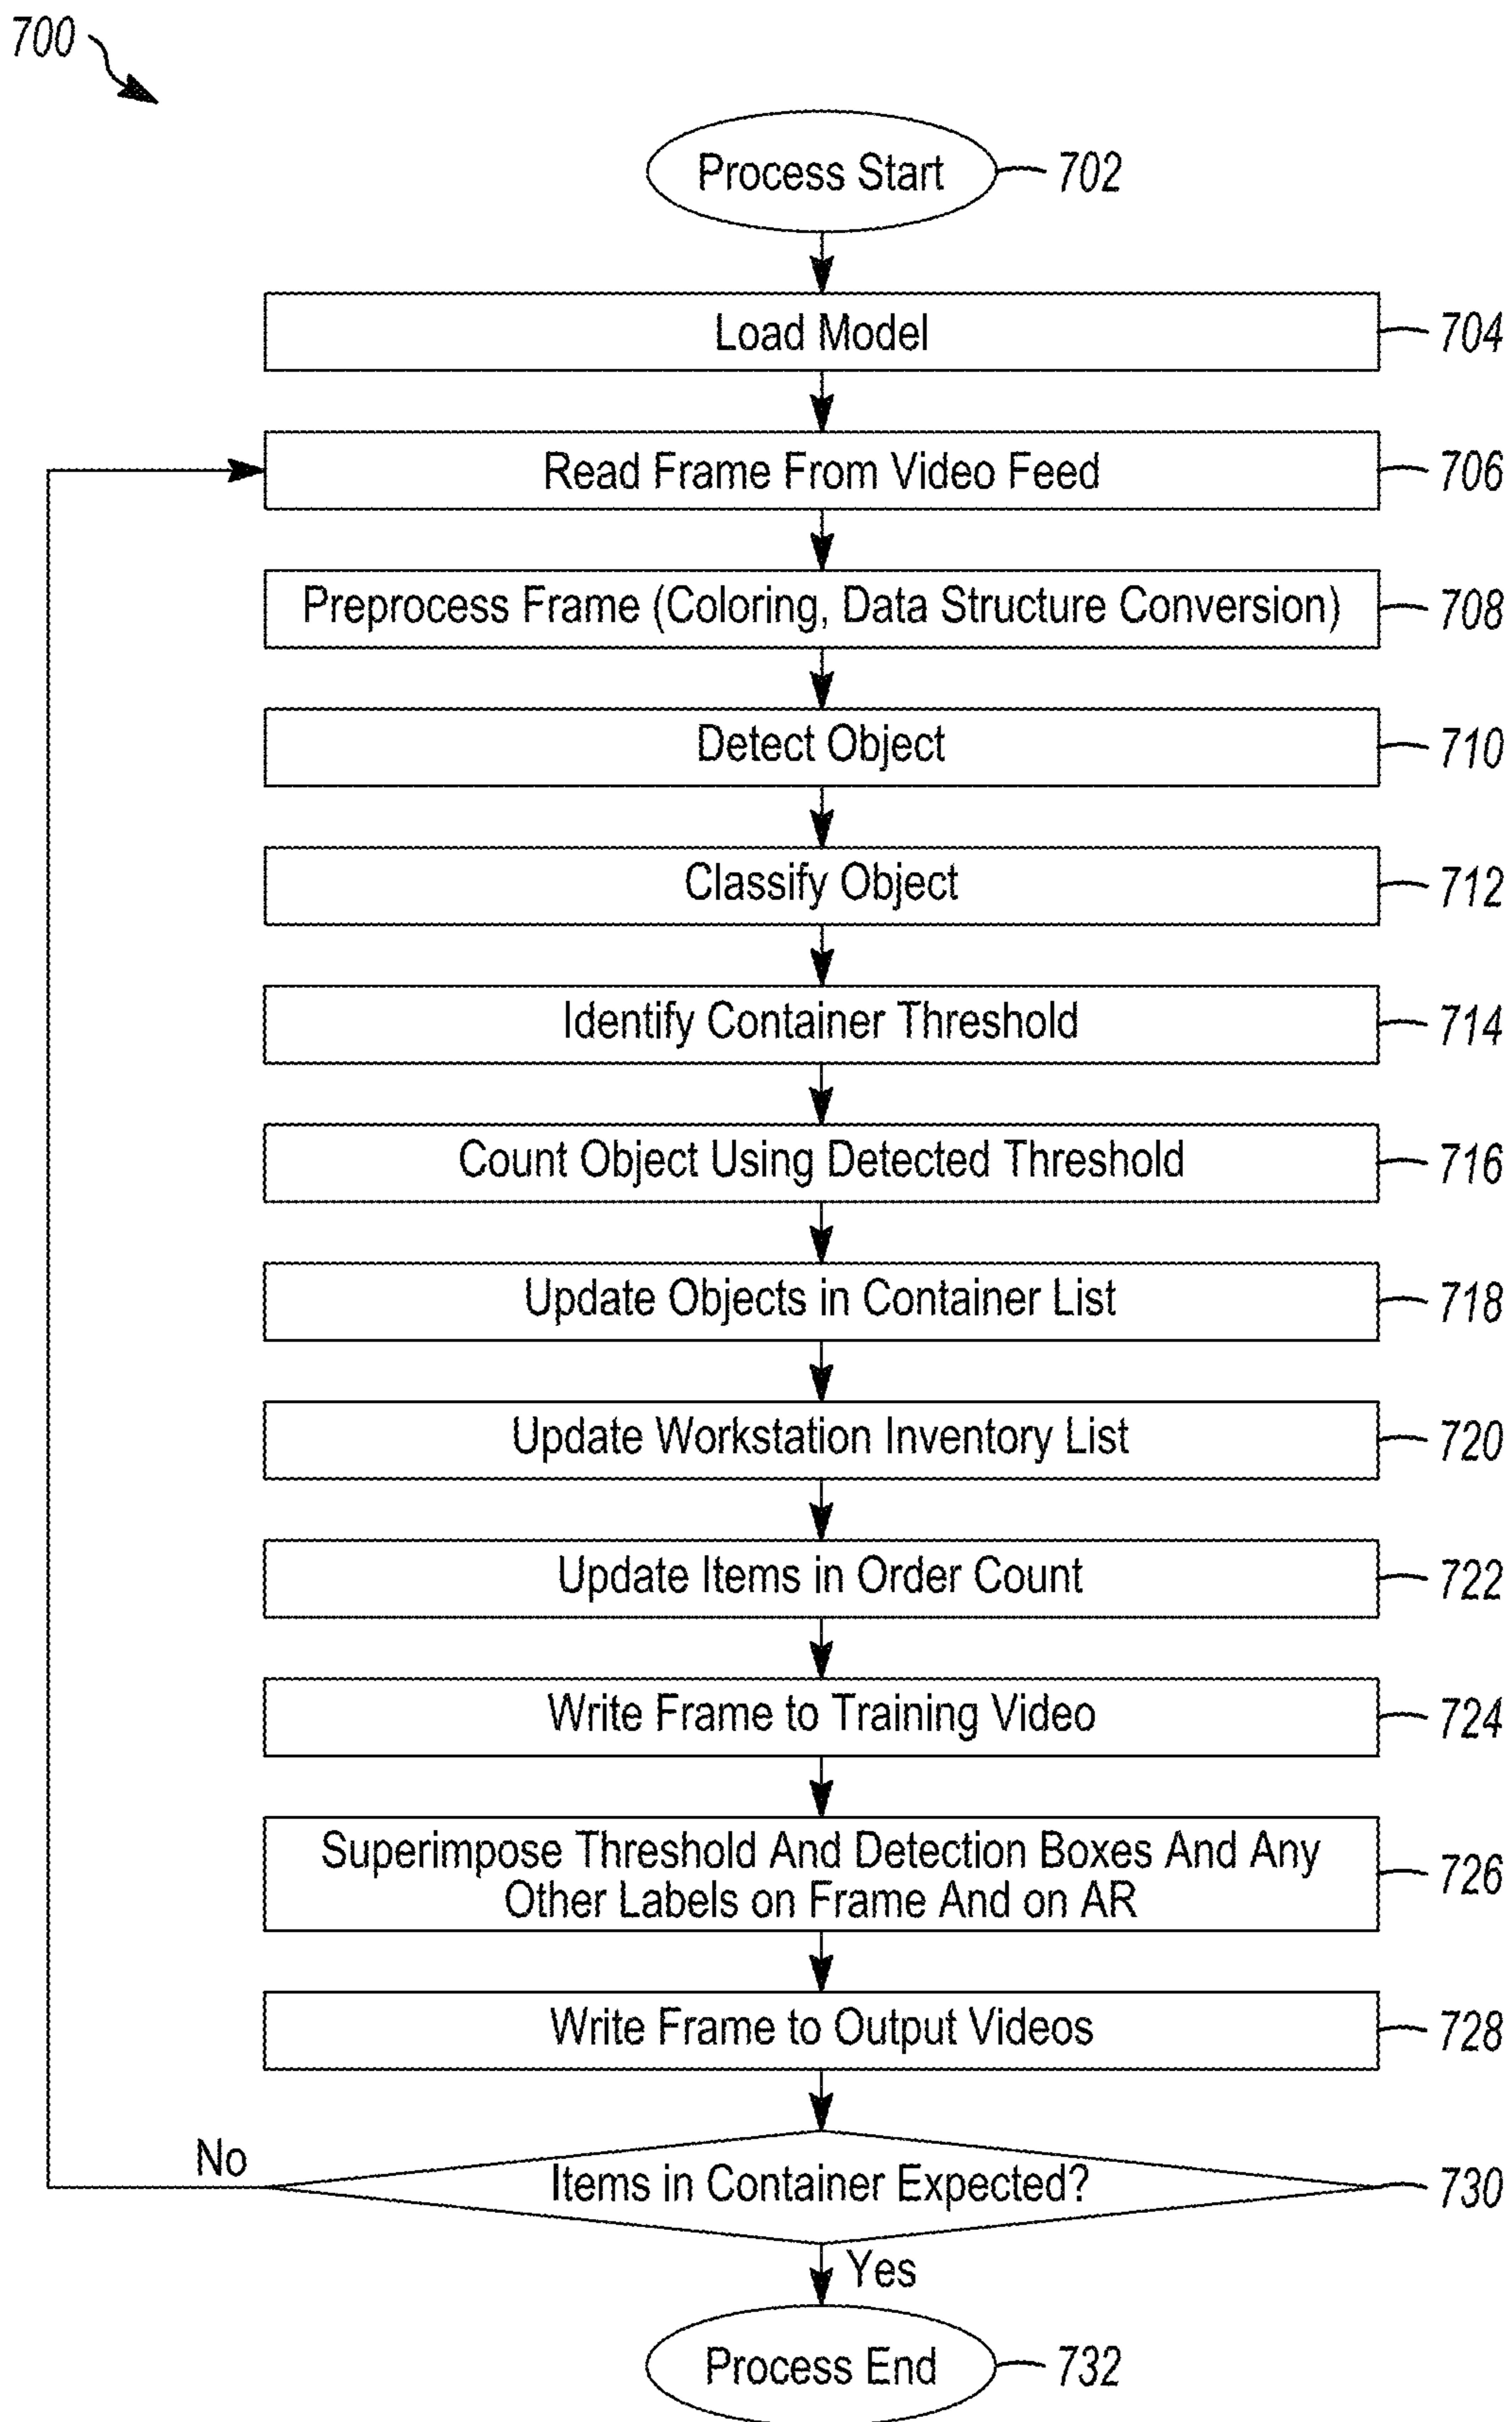 700
Process Start 702
Load Model 704
Read Frame From Video Feed 706
Preprocess Frame (Coloring, Data Structure Conversion) 708
Detect Object 710
Classify Object 712
Identify Container Threshold 714
Count Object Using Detected Threshold 716
Update Objects in Container List 718
Update Workstation Inventory List 720
Update Items in Order Count 722
Write Frame to Training Video 724
Superimpose Threshold And Detection Boxes And Any
Other Labels on Frame And on AR 726
Write Frame to Output Videos 728
No
Items in Container Expected? 730
Yes
Process End 732